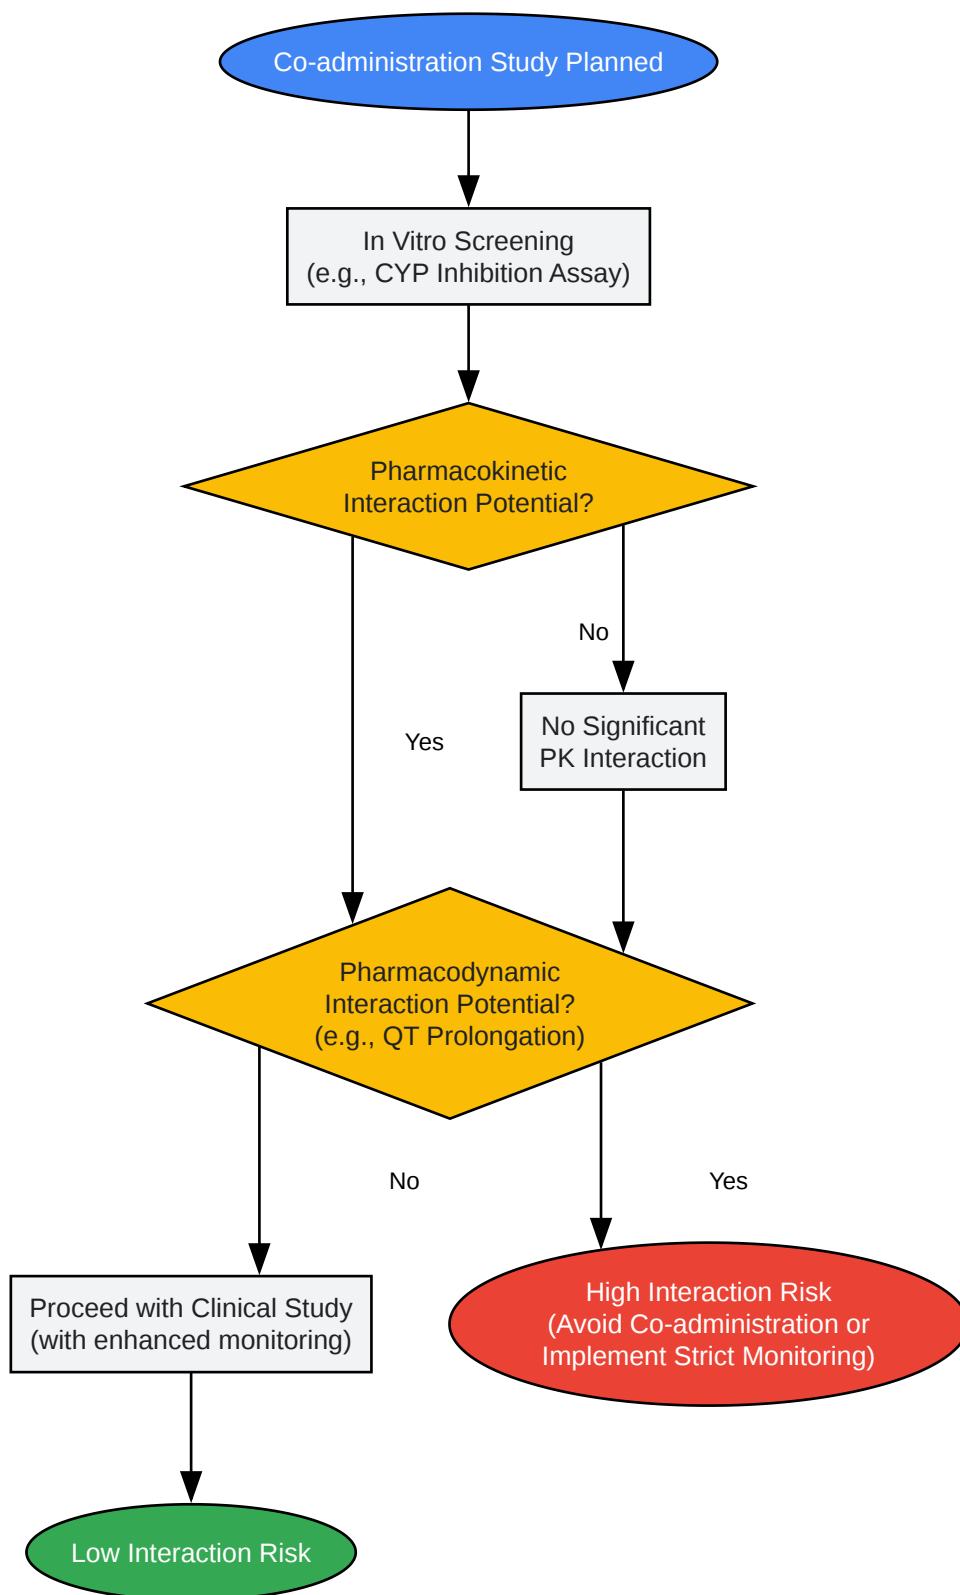 Co-administration Study Planned
In Vitro Screening
(e.g., CYP Inhibition Assay)
Pharmacokinetic
Interaction Potential?
No
No Significant
PK Interaction
Yes
Pharmacodynamic
Interaction Potential?
(e.g., QT Prolongation)
No
Yes
Proceed with Clinical Study
(with enhanced monitoring)
High Interaction Risk
(Avoid Co-administration or
Implement Strict Monitoring)
Low Interaction Risk